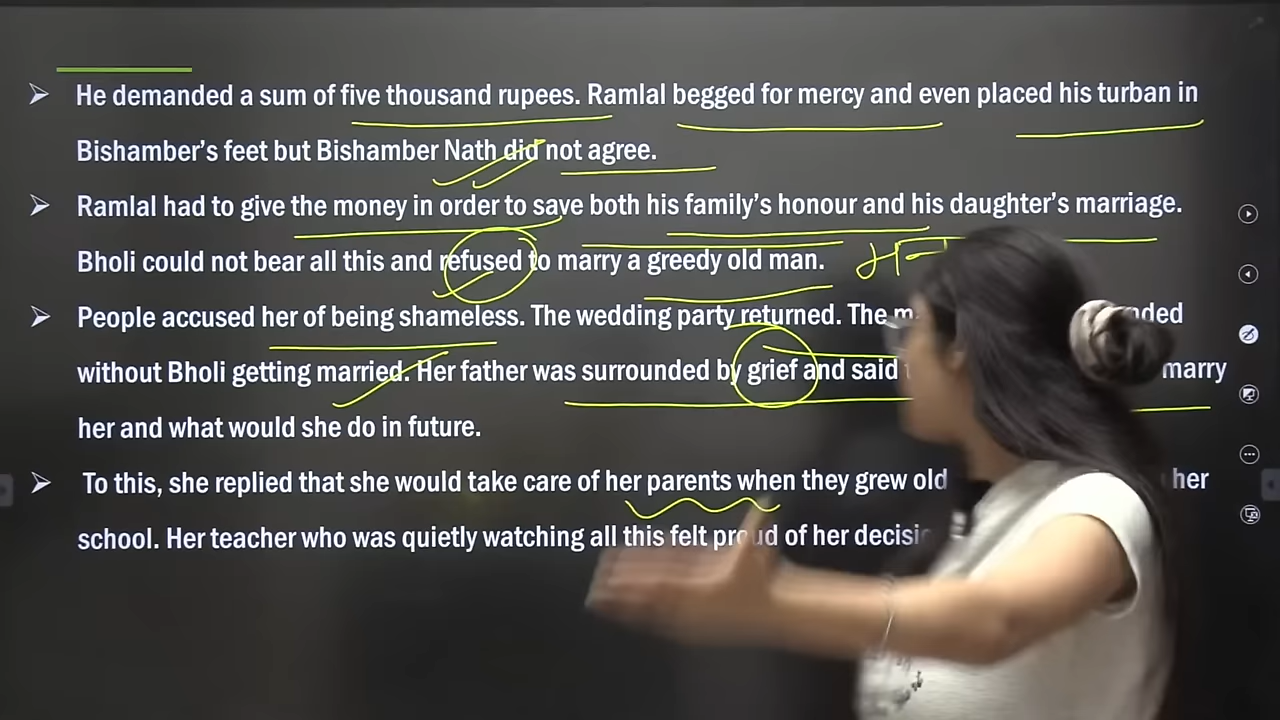 ➢ He demanded a sum of five thousand rupees. Ramlal begged for mercy and even placed his turban in
Bishamber's feet but Bishamber Nath did not agree.
➢ Ramlal had to give the money in order to save both his family's honour and his daughter's marriage.
Bholi could not bear all this and refused to marry a greedy old man.
➢ People accused her of being shameless. The wedding party returned. The
without Bholi getting married. Her father was surrounded by grief and said marry
her and what would she do in future.
➢ To this, she replied that she would take care of her parents when they grew old her
school. Her teacher who was quietly watching all this felt proud of her